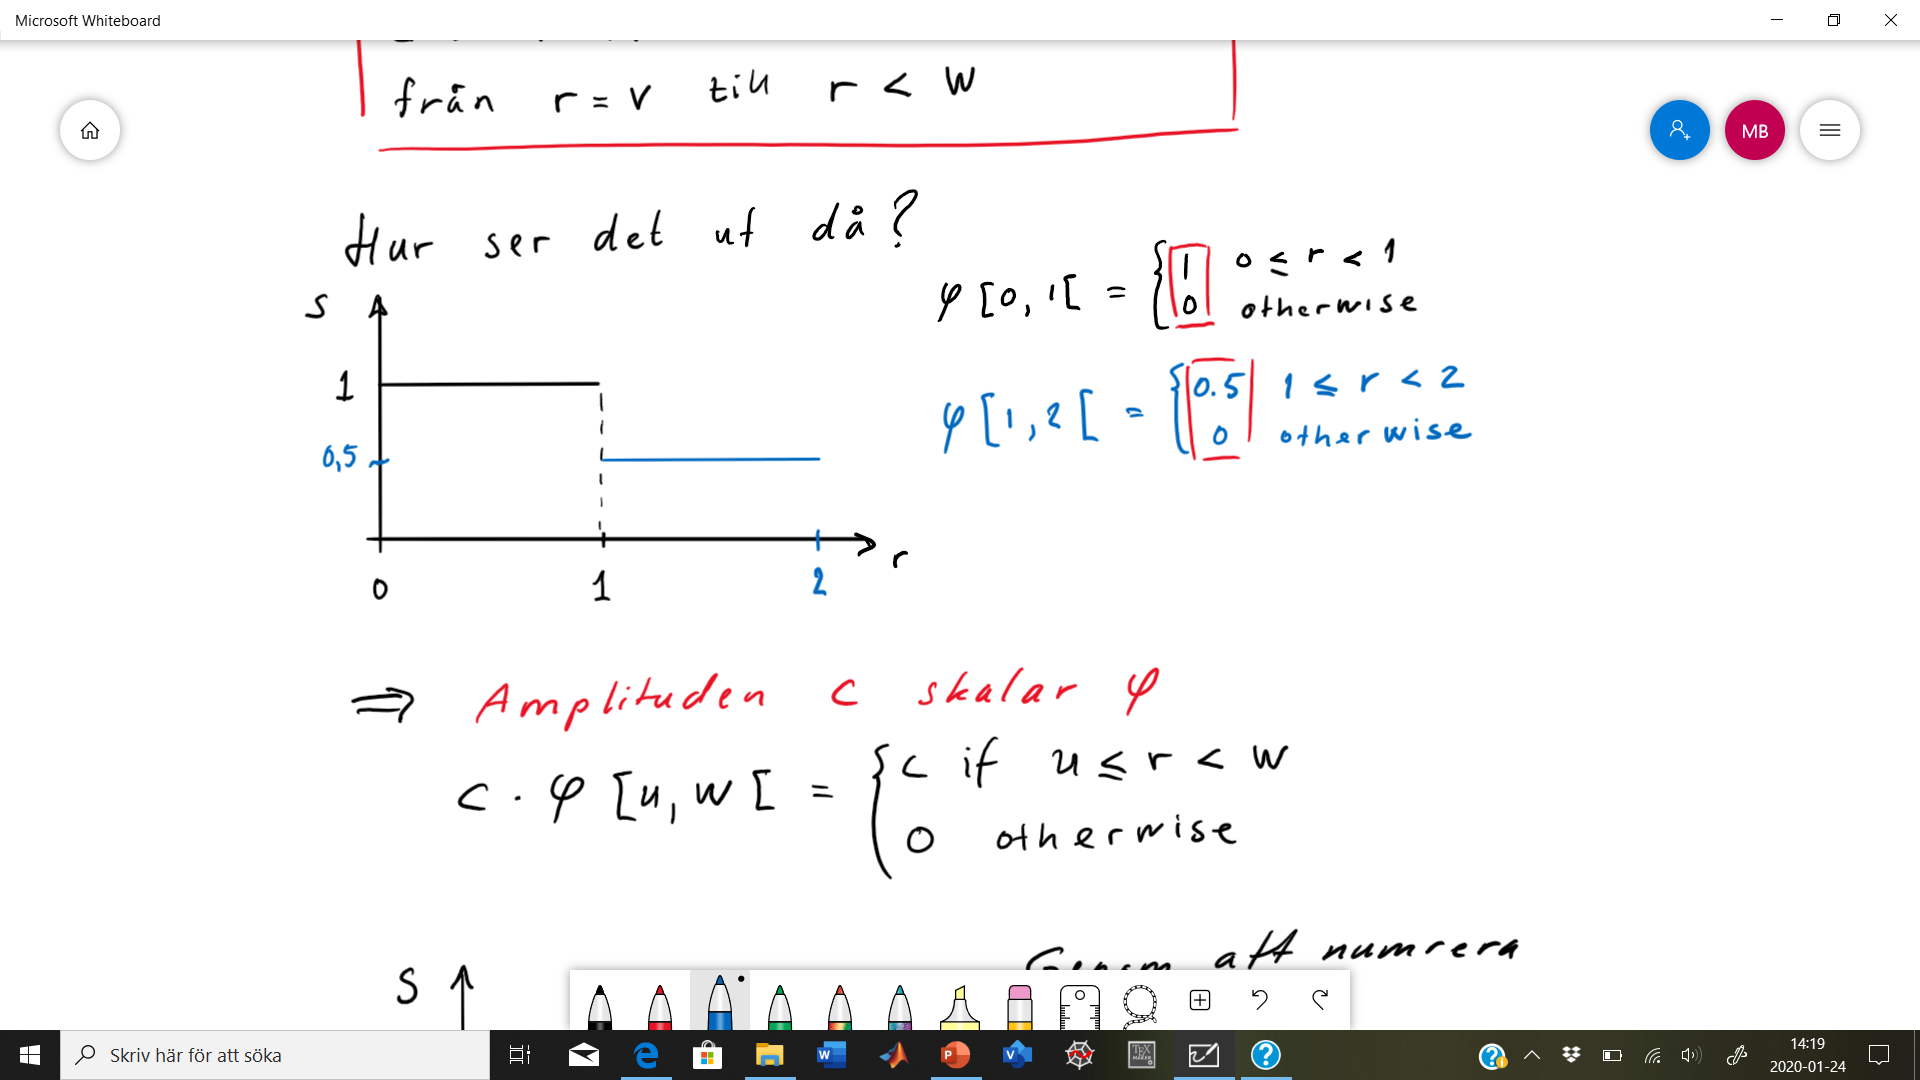 Microsoft Whiteboard
från r = v till r < w
MB
Hur ser det ut då?
φ [0, 1[ = { 1 0 ≤ r < 1
0 otherwise
φ [1, 2 [ = { 0.5 1 ≤ r < 2
0 otherwise
S
1
0,5
r
0 1 2
⇒ Amplituden c skalar φ
c · φ [u, w [ = { c if u ≤ r < w
0 otherwise
Genom att numrera
S
Skriv här för att söka
14:19
2020-01-24